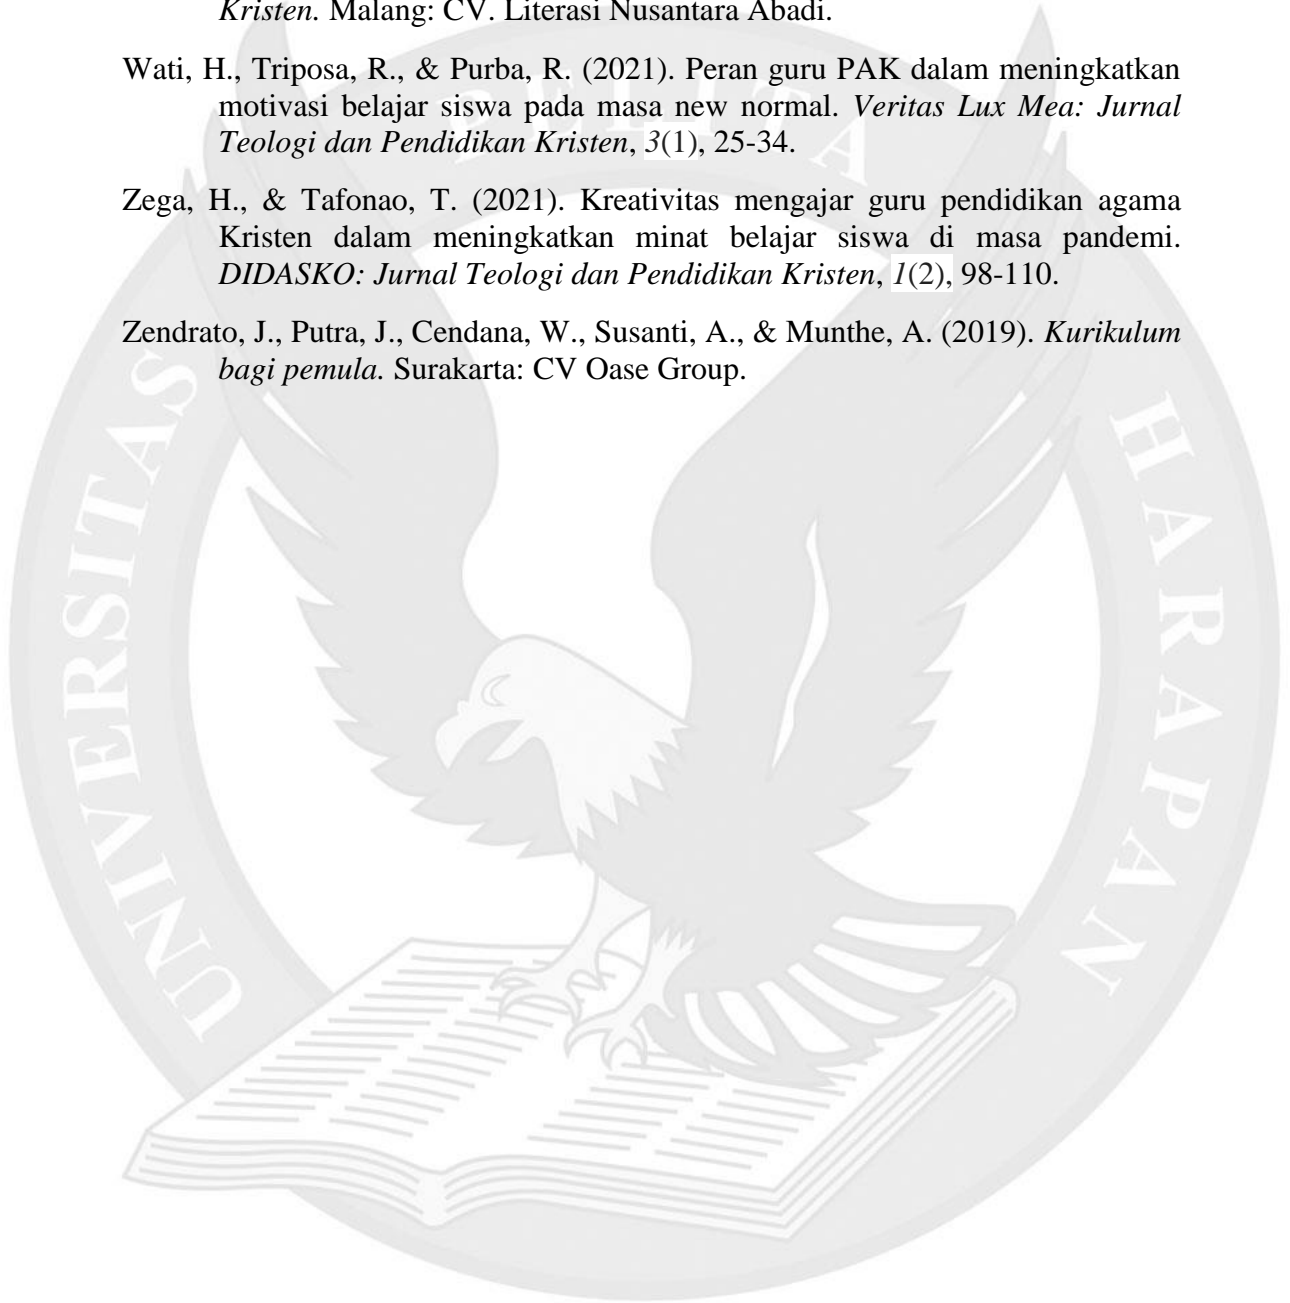 Kristen. Malang: CV. Literasi Nusantara Abadi.
Wati, H., Triposa, R., & Purba, R. (2021). Peran guru PAK dalam meningkatkan
motivasi belajar siswa pada masa new normal. Veritas Lux Mea: Jurnal
Teologi dan Pendidikan Kristen, 3(1), 25-34.
Zega, H., & Tafonao, T. (2021). Kreativitas mengajar guru pendidikan agama
Kristen dalam meningkatkan minat belajar siswa di masa pandemi.
DIDASKO: Jurnal Teologi dan Pendidikan Kristen, 1(2), 98-110.
Zendrato, J., Putra, J., Cendana, W., Susanti, A., & Munthe, A. (2019). Kurikulum
bagi pemula. Surakarta: CV Oase Group.
UNIVERSITAS
PELITA
HARAPAN